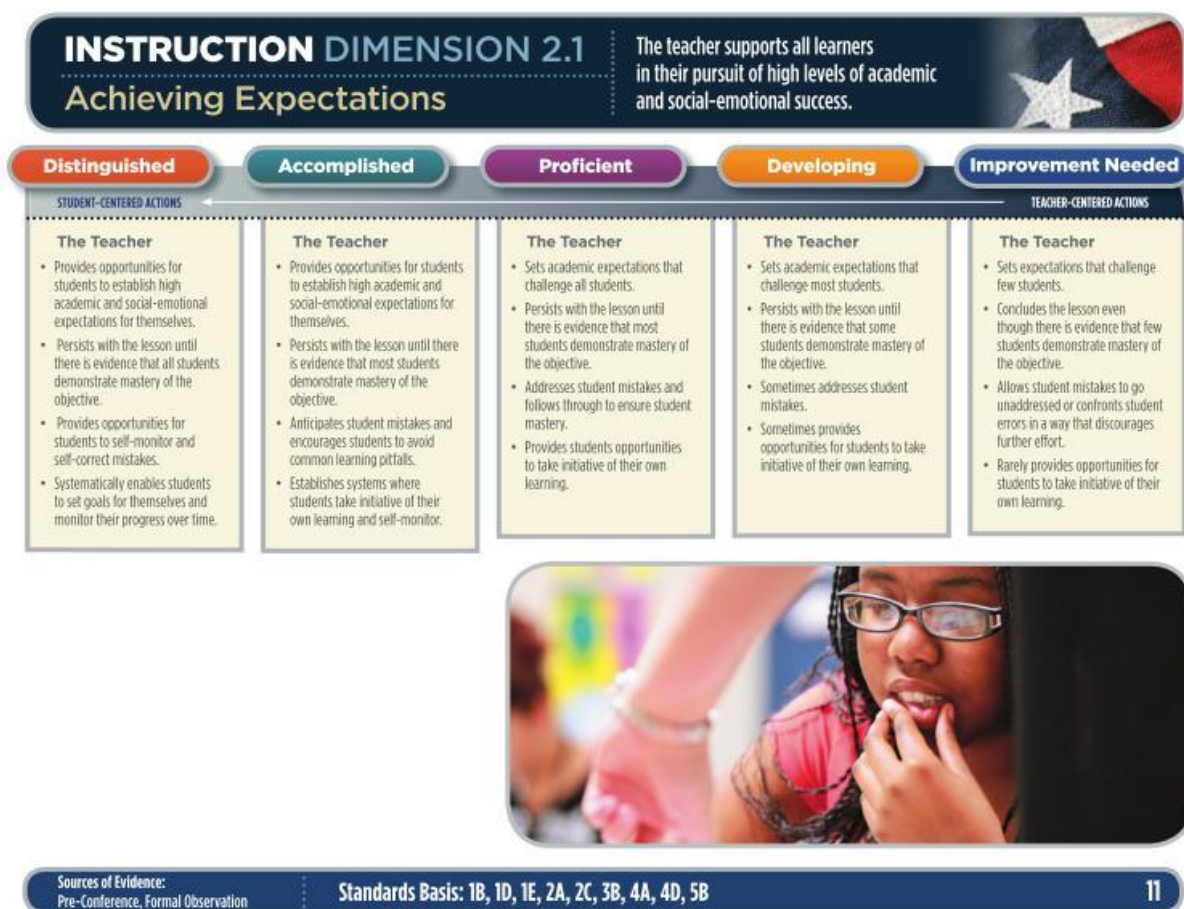 INSTRUCTION DIMENSION 2.1
Achieving Expectations
The teacher supports all learners
in their pursuit of high levels of academic
and social-emotional success.
Distinguished
Accomplished
Proficient
Developing
Improvement Needed
STUDENT-CENTERED ACTIONS
TEACHER-CENTERED ACTIONS
The Teacher
• Provides opportunities for
students to establish high
academic and social-emotional
expectations for themselves.
• Persists with the lesson until
there is evidence that all students
demonstrate mastery of the
objective.
• Provides opportunities for
students to self-monitor and
self-correct mistakes.
• Systematically enables students
to set goals for themselves and
monitor their progress over time.
The Teacher
• Provides opportunities for students
to establish high academic and
social-emotional expectations for
themselves.
• Persists with the lesson until there
is evidence that most students
demonstrate mastery of the
objective.
• Anticipates student mistakes and
encourages students to avoid
common learning pitfalls.
• Establishes systems where
students take initiative of their
own learning and self-monitor.
The Teacher
• Sets academic expectations that
challenge all students.
• Persists with the lesson until
there is evidence that most
students demonstrate mastery of
the objective.
• Addresses student mistakes and
follows through to ensure student
mastery.
• Provides students opportunities
to take initiative of their own
learning.
The Teacher
• Sets academic expectations that
challenge most students.
• Persists with the lesson until
there is evidence that some
students demonstrate mastery of
the objective.
• Sometimes addresses student
mistakes.
• Sometimes provides
opportunities for students to take
initiative of their own learning.
The Teacher
• Sets expectations that challenge
few students.
• Concludes the lesson even
though there is evidence that few
students demonstrate mastery of
the objective.
• Allows student mistakes to go
unaddressed or confronts student
errors in a way that discourages
further effort.
• Rarely provides opportunities for
students to take initiative of their
own learning.
Sources of Evidence:
Pre-Conference, Formal Observation
Standards Basis: 1B, 1D, 1E, 2A, 2C, 3B, 4A, 4D, 5B
11